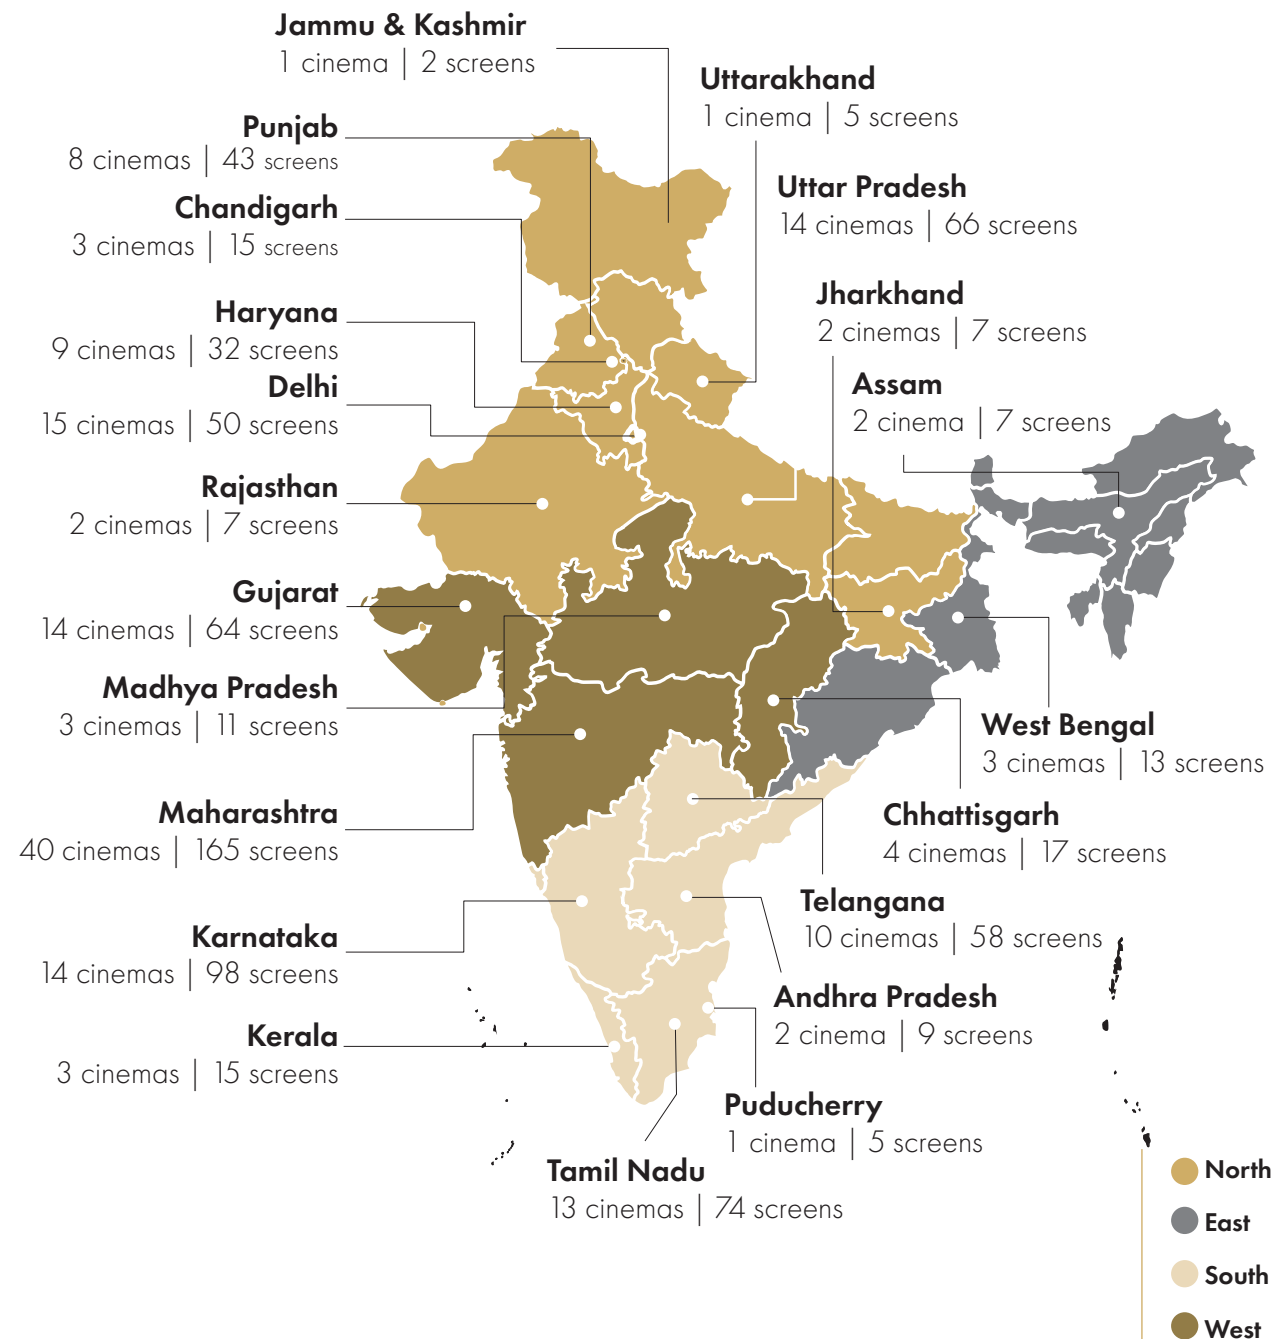 Jammu & Kashmir
1 cinema | 2 screens
Uttarakhand
1 cinema | 5 screens
Punjab
8 cinemas | 43 screens
Uttar Pradesh
14 cinemas | 66 screens
Chandigarh
3 cinemas | 15 screens
Jharkhand
2 cinemas | 7 screens
Haryana
9 cinemas | 32 screens
Assam
2 cinema | 7 screens
Delhi
15 cinemas | 50 screens
Rajasthan
2 cinemas | 7 screens
Gujarat
14 cinemas | 64 screens
Madhya Pradesh
3 cinemas | 11 screens
West Bengal
3 cinemas | 13 screens
Maharashtra
40 cinemas | 165 screens
Chhattisgarh
4 cinemas | 17 screens
Telangana
10 cinemas | 58 screens
Karnataka
14 cinemas | 98 screens
Andhra Pradesh
2 cinema | 9 screens
Kerala
3 cinemas | 15 screens
Puducherry
1 cinema | 5 screens
Tamil Nadu
13 cinemas | 74 screens
North
East
South
West